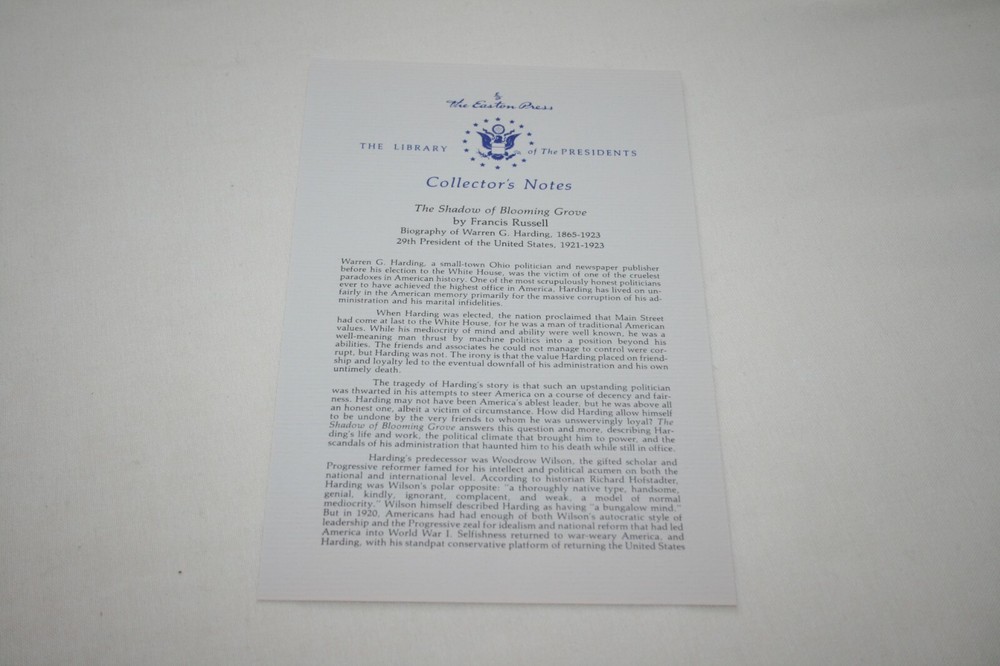 The Easton Press
THE LIBRARY of The PRESIDENTS
Collector's Notes
The Shadow of Blooming Grove
by Francis Russell
Biography of Warren G. Harding, 1865-1923
29th President of the United States, 1921-1923
Warren G. Harding, a small-town Ohio politician and newspaper publisher
before his election to the White House, was the victim of one of the cruelest
paradoxes in American history. One of the most scrupulously honest politicians
ever to have achieved the highest office in America, Harding has lived on un-
fairly in the American memory primarily for the massive corruption of his ad-
ministration and his marital infidelities.
When Harding was elected, the nation proclaimed that Main Street
had come at last to the White House, for he was a man of traditional American
values. While his mediocrity of mind and ability were well known, he was a
well-meaning man thrust by machine politics into a position beyond his
abilities. The friends and associates he could not manage to control were cor-
rupt, but Harding was not. The irony is that the value Harding placed on friend-
ship and loyalty led to the eventual downfall of his administration and his own
untimely death.
The tragedy of Harding's story is that such an upstanding politician
was thwarted in his attempts to steer America on a course of decency and fair-
ness. Harding may not have been America's ablest leader, but he was above all
an honest one, albeit a victim of circumstance. How did Harding allow himself
to be undone by the very friends to whom he was unswervingly loyal? The
Shadow of Blooming Grove answers this question and more, describing Har-
ding's life and work, the political climate that brought him to power, and the
scandals of his administration that haunted him to his death while still in office.
Harding's predecessor was Woodrow Wilson, the gifted scholar and
Progressive reformer famed for his intellect and political acumen on both the
national and international level. According to historian Richard Hofstadter,
Harding was Wilson's polar opposite: "a thoroughly native type, handsome,
genial, kindly, ignorant, complacent, and weak, a model of normal
mediocrity." Wilson himself described Harding as having "a bungalow mind."
But in 1920, Americans had had enough of both Wilson's autocratic style of
leadership and the Progressive zeal for idealism and national reform that had led
America into World War I. Selfishness returned to war-weary America, and
Harding, with his standpat conservative platform of returning the United States